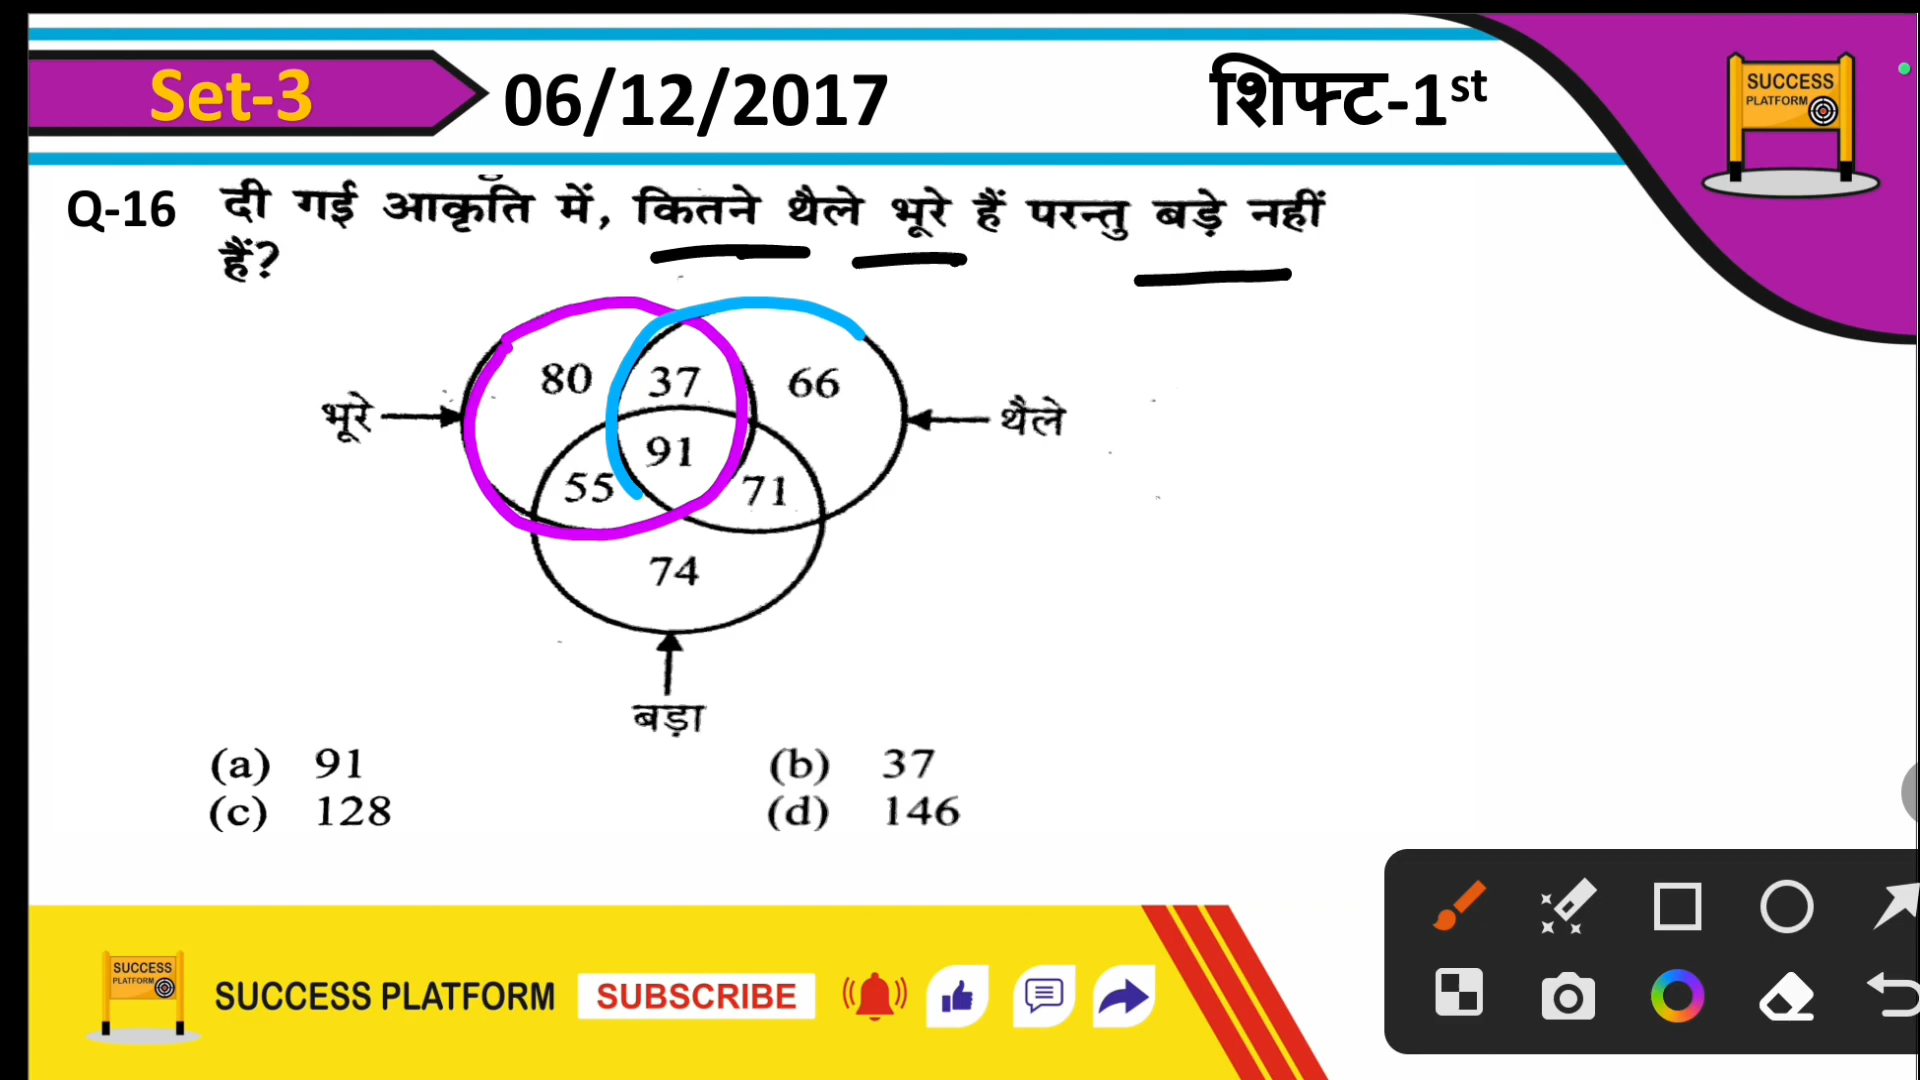 Set-3 06/12/2017 शिफ्ट-1st
SUCCESS
PLATFORM
Q-16 दी गई आकृति में, कितने थैले भूरे हैं परन्तु बड़े नहीं
हैं?
80 37 66
भूरे थैले
91
55 71
74
बड़ा
(a) 91 (b) 37
(c) 128 (d) 146
SUCCESS
PLATFORM
SUCCESS PLATFORM SUBSCRIBE